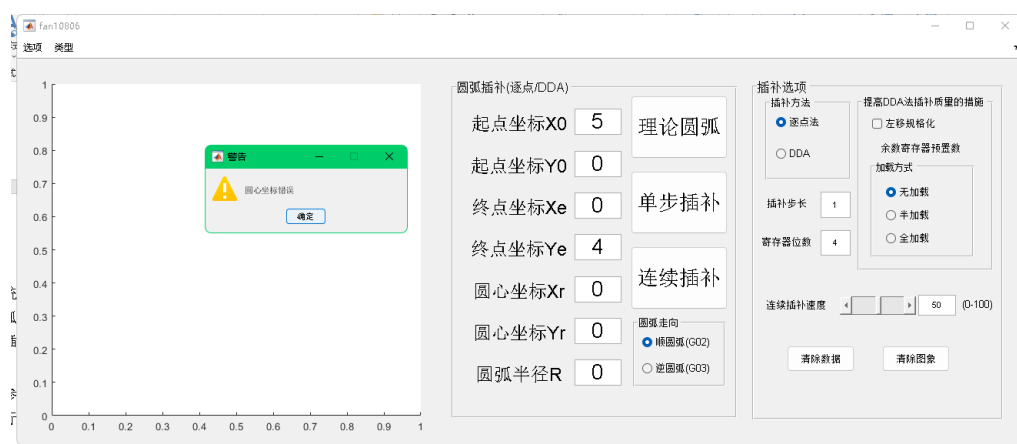 fan10806
选项 类型
1
0.8
0.7
0.6
0.5
0.4
0.3
0.2
0.1
0
0 0.1 0.2 0.3 0.4 0.5 0.6 0.7 0.8 0.9 1
警告
圆心坐标错误
确定
圆弧插补(逐点/DDA)
起点坐标X0 5
起点坐标Y0 0
终点坐标Xe 0
终点坐标Ye 4
圆心坐标Xr 0
圆心坐标Yr 0
圆弧半径R 0
理论圆弧
单步插补
连续插补
圆弧走向
顺圆弧(G02)
逆圆弧(G03)
插补选项
插补方法
逐点法
DDA
插补步长 1
寄存器位数 4
提高DDA法插补质量的措施
左移规格化
余数寄存器预置数
加载方式
无加载
半加载
全加载
连续插补速度 50 (0-100)
清除数据 清除图象